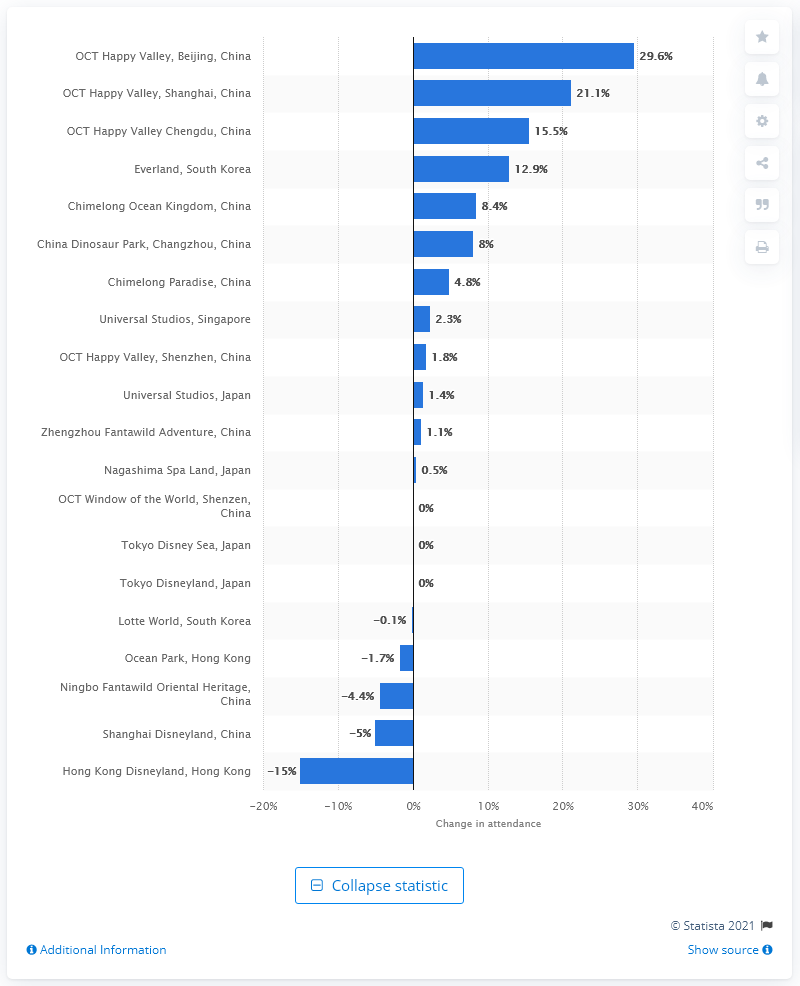 OCT Happy Valley, Beijing, China 29.6%
OCT Happy Valley, Shanghai, China 21.1%
OCT Happy Valley Chengdu, China 15.5%
Everland, South Korea 12.9%
Chimelong Ocean Kingdom, China 8.4%
China Dinosaur Park, Changzhou, China 8%
Chimelong Paradise, China 4.8%
Universal Studios, Singapore 2.3%
OCT Happy Valley, Shenzhen, China 1.8%
Universal Studios, Japan 1.4%
Zhengzhou Fantawild Adventure, China 1.1%
Nagashima Spa Land, Japan 0.5%
OCT Window of the World, Shenzen,
China 0%
Tokyo Disney Sea, Japan 0%
Tokyo Disneyland, Japan 0%
Lotte World, South Korea −0.1%
Ocean Park, Hong Kong −1.7%
Ningbo Fantawild Oriental Heritage,
China −4.4%
Shanghai Disneyland, China −5%
Hong Kong Disneyland, Hong Kong −15%
−20% −10% 0% 10% 20% 30% 40%
Change in attendance
Collapse statistic
© Statista 2021
Additional Information Show source